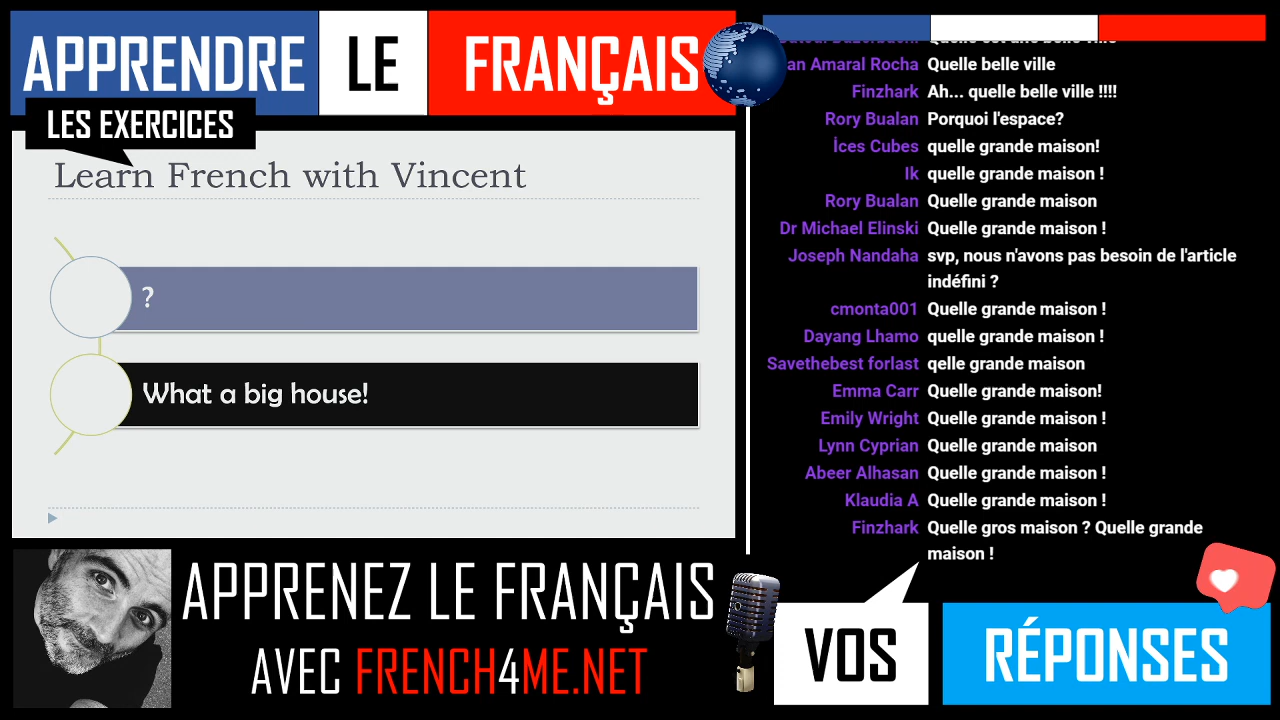 APPRENDRE LE FRANÇAIS
LES EXERCICES
Learn French with Vincent
?
What a big house!
APPRENEZ LE FRANÇAIS
AVEC FRENCH4ME.NET
an Amaral Rocha Quelle belle ville
Finzhark Ah... quelle belle ville !!!!
Rory Bualan Porquoi l'espace?
İces Cubes quelle grande maison!
Ik quelle grande maison !
Rory Bualan Quelle grande maison
Dr Michael Elinski Quelle grande maison !
Joseph Nandaha svp, nous n'avons pas besoin de l'article
indéfini ?
cmonta001 Quelle grande maison !
Dayang Lhamo quelle grande maison !
Savethebest forlast qelle grande maison
Emma Carr Quelle grande maison!
Emily Wright Quelle grande maison !
Lynn Cyprian Quelle grande maison
Abeer Alhasan Quelle grande maison !
Klaudia A Quelle grande maison !
Finzhark Quelle gros maison ? Quelle grande
maison !
VOS RÉPONSES